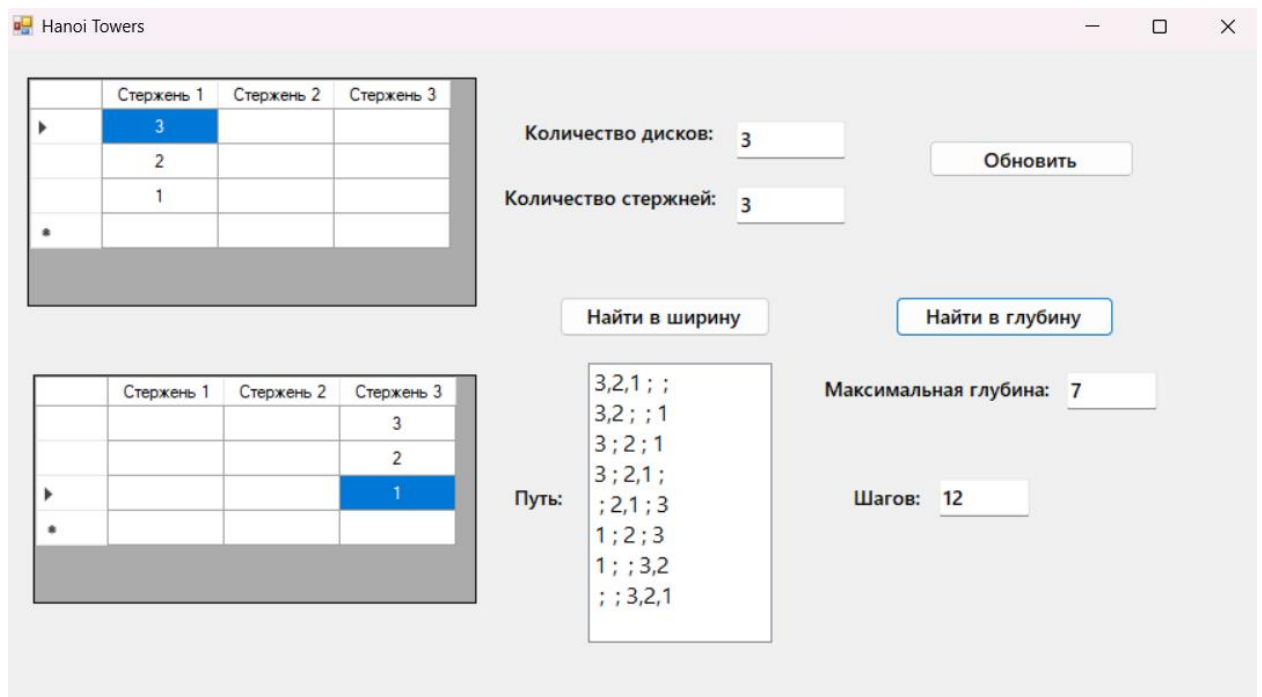 Hanoi Towers
Стержень 1 Стержень 2 Стержень 3
3
2
1
Количество дисков: 3
Обновить
Количество стержней: 3
Найти в ширину
Найти в глубину
Стержень 1 Стержень 2 Стержень 3
3
2
1
Путь:
3,2,1 ; ;
3,2 ; ; 1
3 ; 2 ; 1
3 ; 2,1 ;
; 2,1 ; 3
1 ; 2 ; 3
1 ; ; 3,2
; ; 3,2,1
Максимальная глубина: 7
Шагов: 12